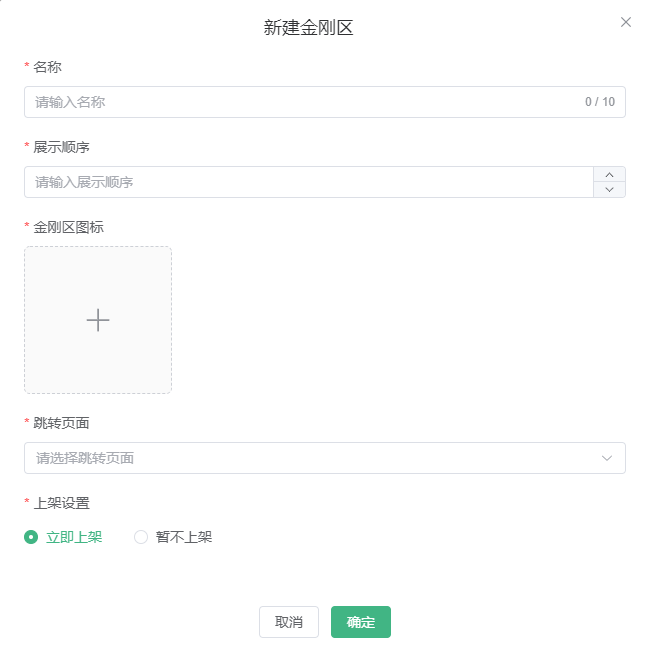 新建金刚区
* 名称
请输入名称 0 / 10
* 展示顺序
请输入展示顺序
* 金刚区图标
* 跳转页面
请选择跳转页面
* 上架设置
立即上架 暂不上架
取消 确定